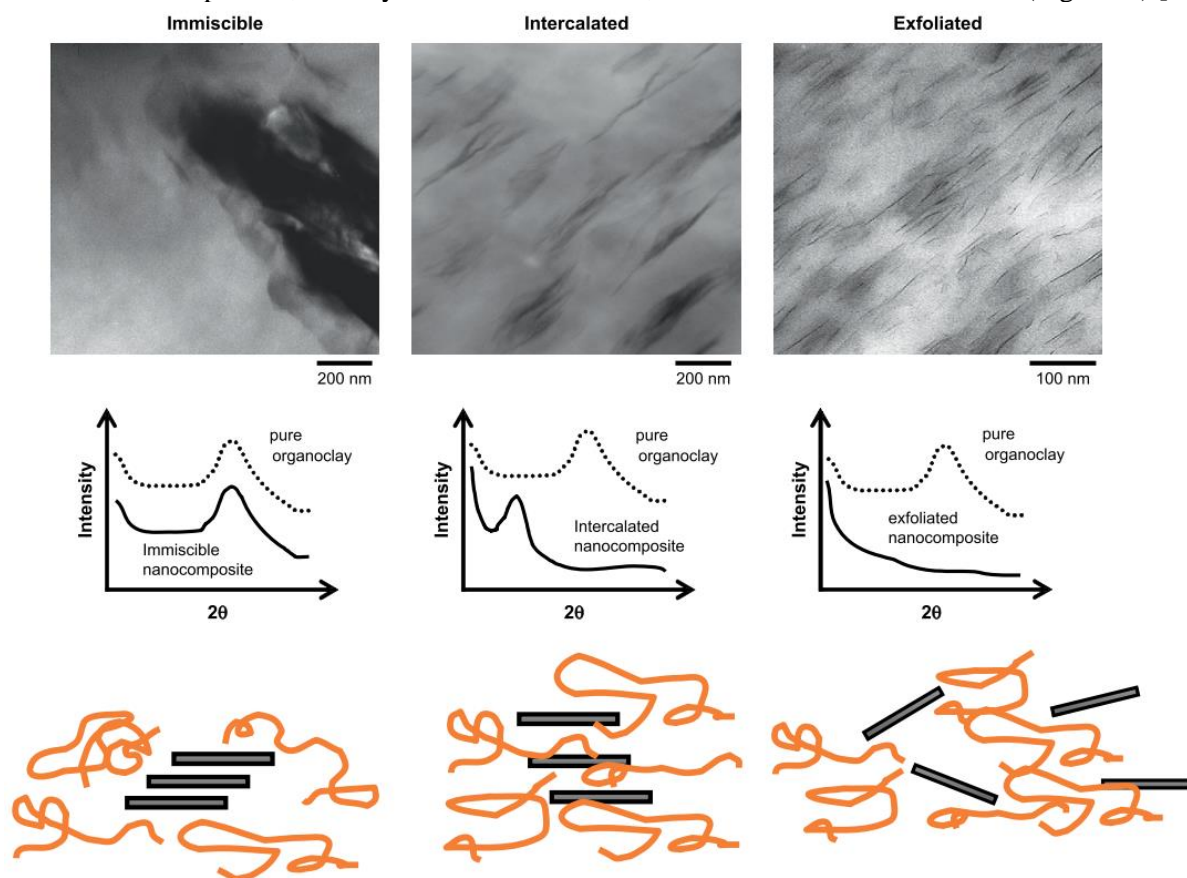 Immiscible
Intercalated
Exfoliated
200 nm
200 nm
100 nm
Intensity
pure
organoclay
Immiscible
nanocomposite
2θ
Intensity
pure
organoclay
Intercalated
nanocomposite
2θ
Intensity
pure
organoclay
exfoliated
nanocomposite
2θ